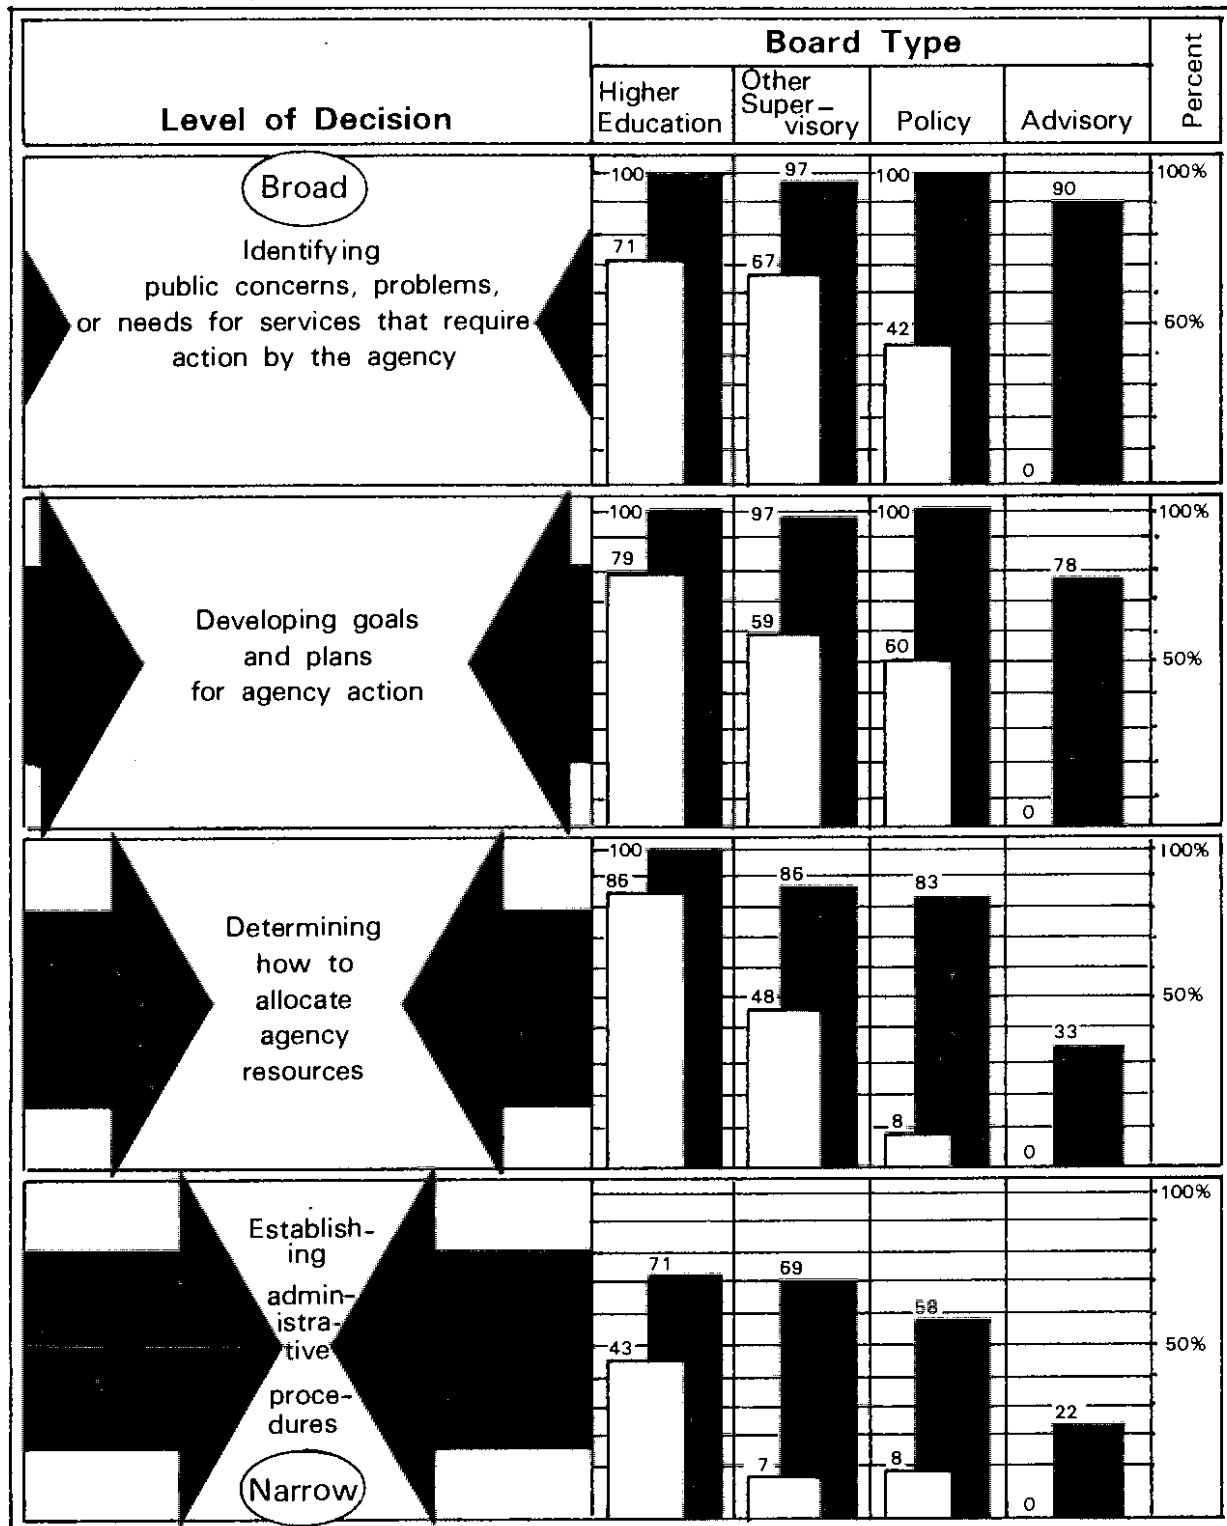 Level of Decision
Board Type
Higher
Education
Other
Super–
visory
Policy
Advisory
Percent
Broad
Identifying
public concerns, problems,
or needs for services that require
action by the agency
100
71
97
67
100
42
90
0
100%
60%
Developing goals
and plans
for agency action
100
79
97
59
100
60
78
0
100%
50%
Determining
how to
allocate
agency
resources
100
86
86
48
83
8
33
0
100%
50%
Establish-
ing
admin-
istra-
tive
proce-
dures
Narrow
71
43
69
7
58
8
22
0
100%
50%